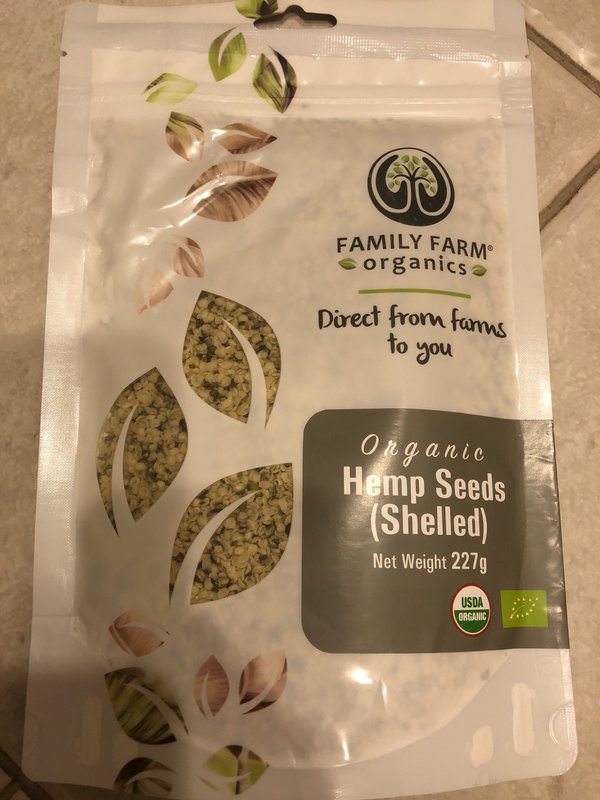 FAMILY FARM®
organics
Direct from farms
to you
Organic
Hemp Seeds
(Shelled)
Net Weight 227g
USDA
ORGANIC